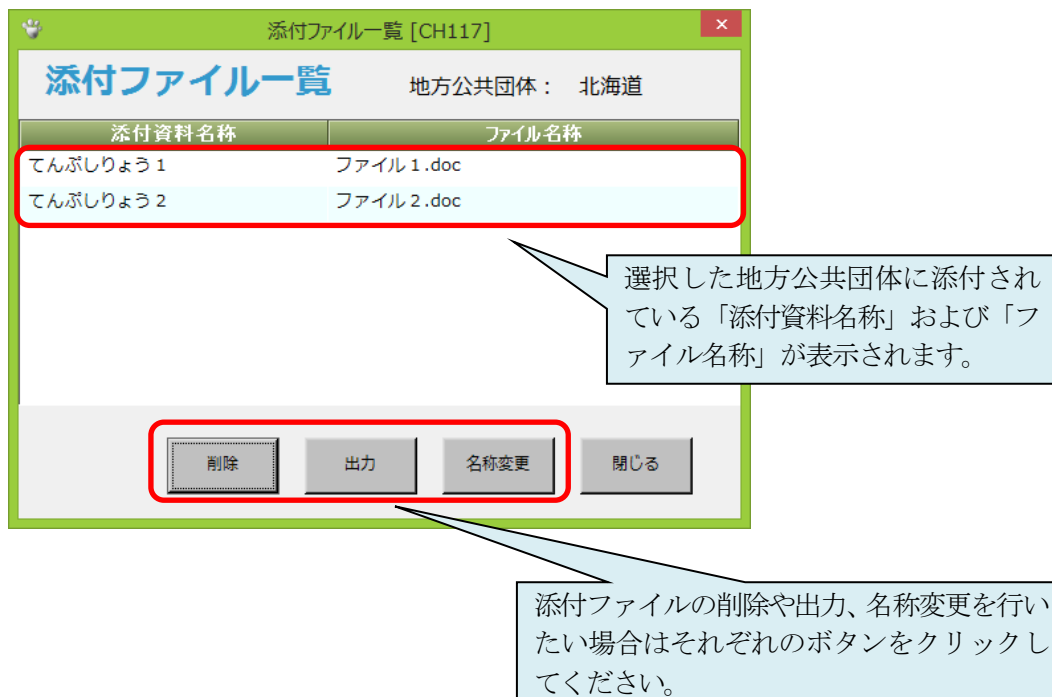 添付ファイル一覧 [CH117]
×
添付ファイル一覧 地方公共団体： 北海道
添付資料名称 ファイル名称
てんぷしりょう１ ファイル１.doc
てんぷしりょう２ ファイル２.doc
選択した地方公共団体に添付され
ている「添付資料名称」および「フ
ァイル名称」が表示されます。
削除 出力 名称変更 閉じる
添付ファイルの削除や出力、名称変更を行い
たい場合はそれぞれのボタンをクリックし
てください。